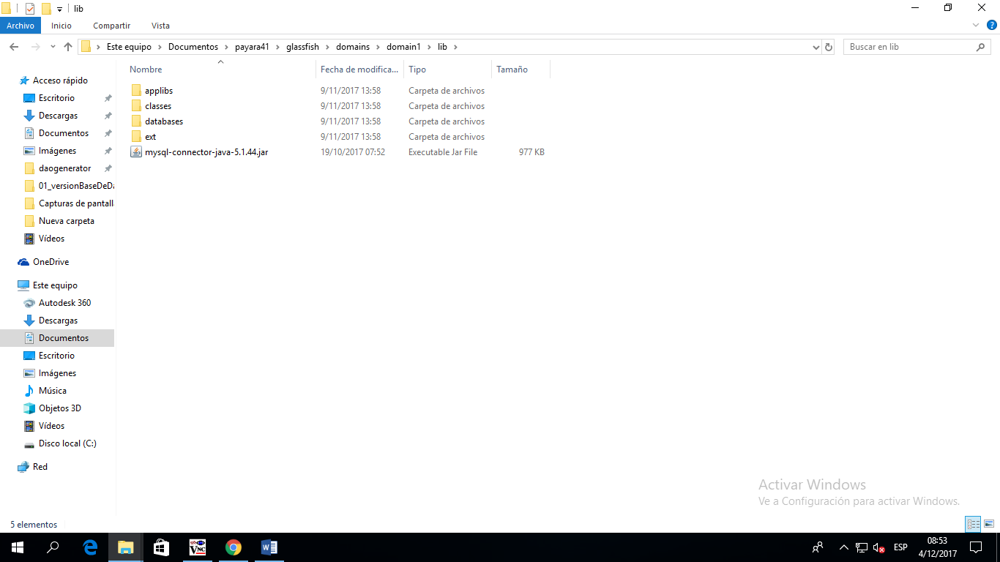 lib
Archivo Inicio Compartir Vista
Este equipo Documentos payara41 glassfish domains domain1 lib
Buscar en lib
Nombre Fecha de modifica... Tipo Tamaño
applibs 9/11/2017 13:58 Carpeta de archivos
classes 9/11/2017 13:58 Carpeta de archivos
databases 9/11/2017 13:58 Carpeta de archivos
ext 9/11/2017 13:58 Carpeta de archivos
mysql-connector-java-5.1.44.jar 19/10/2017 07:52 Executable Jar File 977 KB
Acceso rápido
Escritorio
Descargas
Documentos
Imágenes
daogenerator
01_versionBaseDeDa
Capturas de pantall
Nueva carpeta
Vídeos
OneDrive
Este equipo
Autodesk 360
Descargas
Documentos
Escritorio
Imágenes
Música
Objetos 3D
Vídeos
Disco local (C:)
Red
Activar Windows
Ve a Configuración para activar Windows.
5 elementos
VNC
ESP
08:53
4/12/2017